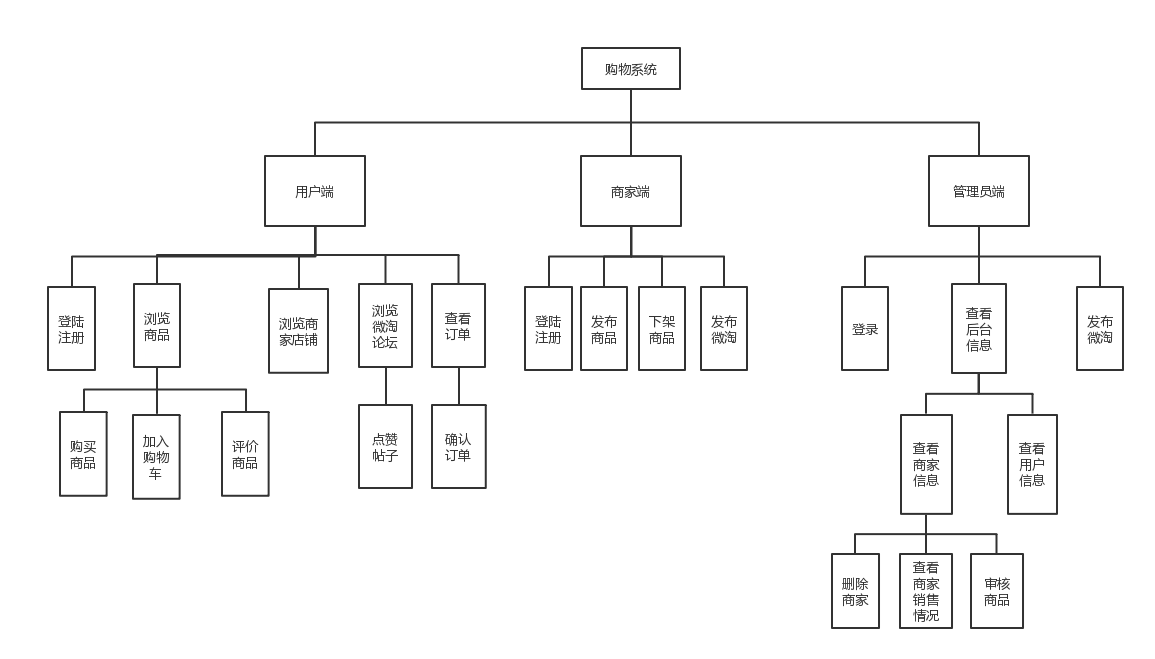 购物系统
用户端
商家端
管理员端
登陆
注册
浏览
商品
浏览商
家店铺
浏览
微淘
论坛
查看
订单
登陆
注册
发布
商品
下架
商品
发布
微淘
登录
查看
后台
信息
发布
微淘
购买
商品
加入
购物
车
评价
商品
点赞
帖子
确认
订单
查看
商家
信息
查看
用户
信息
删除
商家
查看
商家
销售
情况
审核
商品